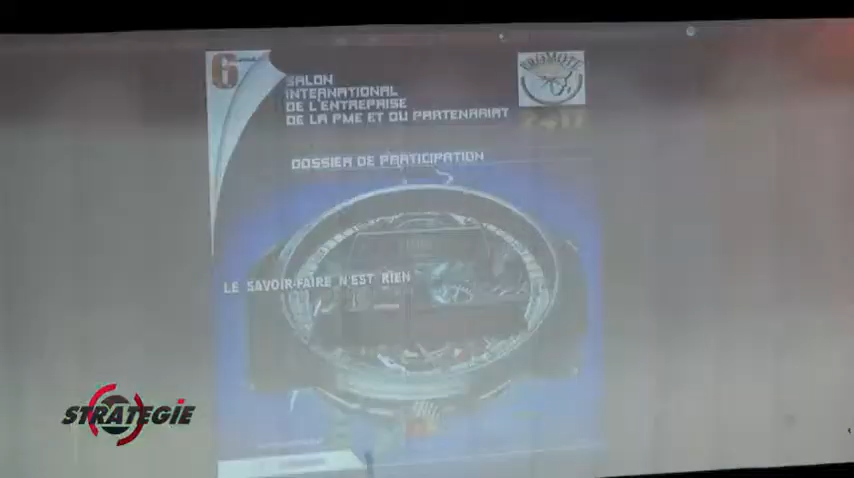 6
SALON
INTERNATIONAL
DE L'ENTREPRISE
DE LA PME ET DU PARTENARIAT
PROMOTE
DOSSIER DE PARTICIPATION
LE SAVOIR-FAIRE N'EST RIEN
STRATEGIE